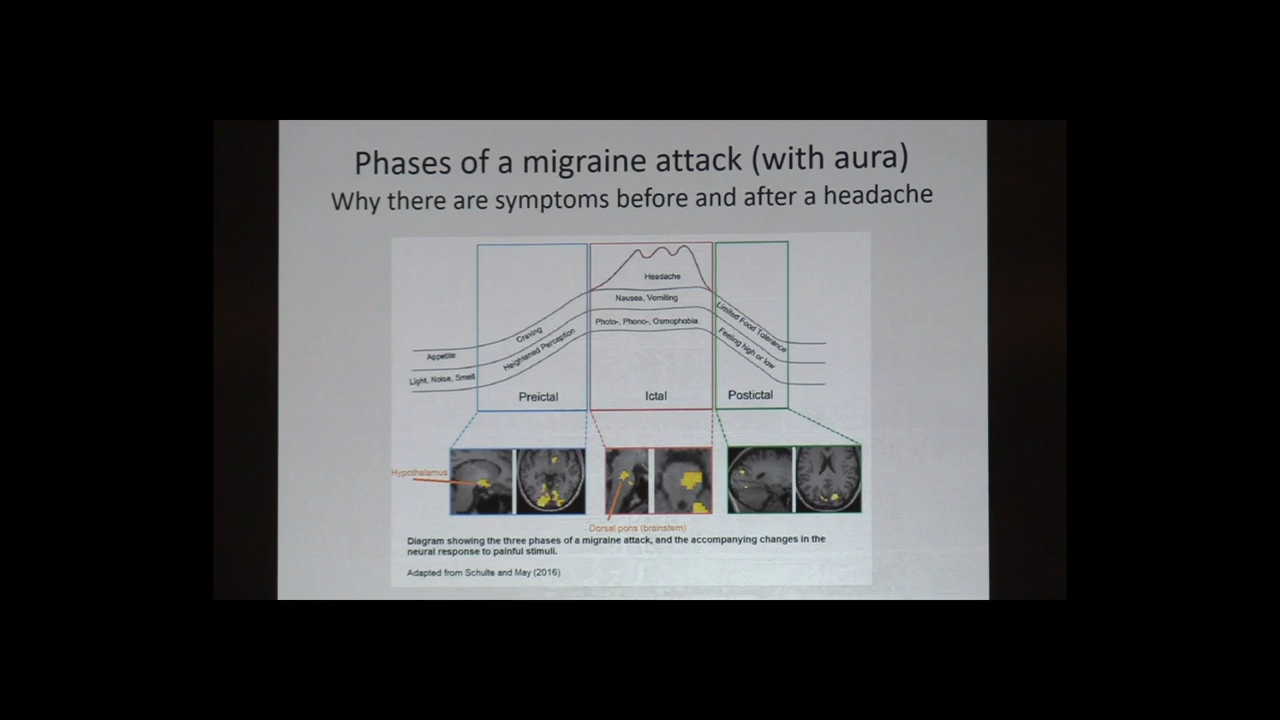 Phases of a migraine attack (with aura)
Why there are symptoms before and after a headache
Headache
Nausea, Vomiting
Photo-, Phono-, Osmophobia
Craving
Heightened Perception
Appetite
Light, Noise, Smell
Limited Food Tolerance
Feeling high or low
Preictal
Ictal
Postictal
Hypothalamus
Dorsal pons (brainstem)
Diagram showing the three phases of a migraine attack, and the accompanying changes in the
neural response to painful stimuli.
Adapted from Schulte and May (2016)